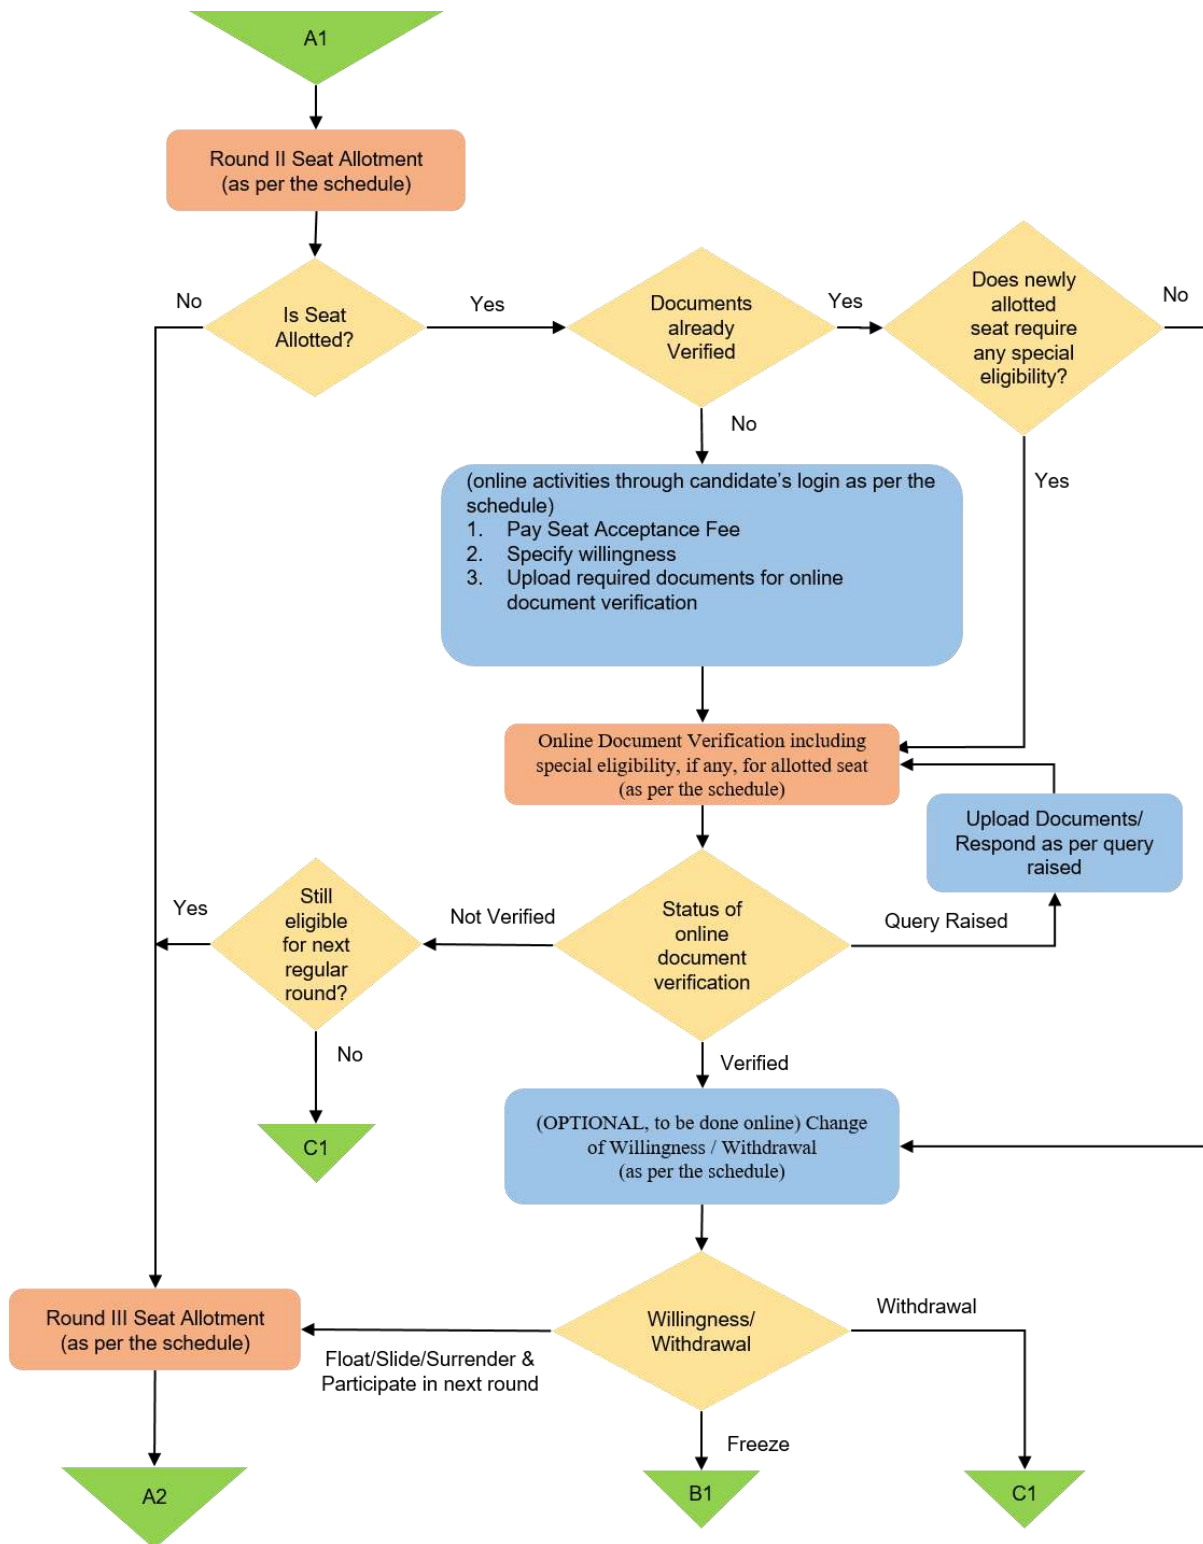 A1
Round II Seat Allotment
(as per the schedule)
No
Is Seat
Allotted?
Yes
Documents
already
Verified
Yes
Does newly
allotted
seat require
any special
eligibility?
No
No
Yes
(online activities through candidate's login as per the
schedule)
1. Pay Seat Acceptance Fee
2. Specify willingness
3. Upload required documents for online
document verification
Online Document Verification including
special eligibility, if any, for allotted seat
(as per the schedule)
Upload Documents/
Respond as per query
raised
Yes
Still
eligible
for next
regular
round?
Not Verified
Status of
online
document
verification
Query Raised
No
Verified
C1
(OPTIONAL, to be done online) Change
of Willingness / Withdrawal
(as per the schedule)
Round III Seat Allotment
(as per the schedule)
Float/Slide/Surrender &
Participate in next round
Willingness/
Withdrawal
Withdrawal
Freeze
A2
B1
C1